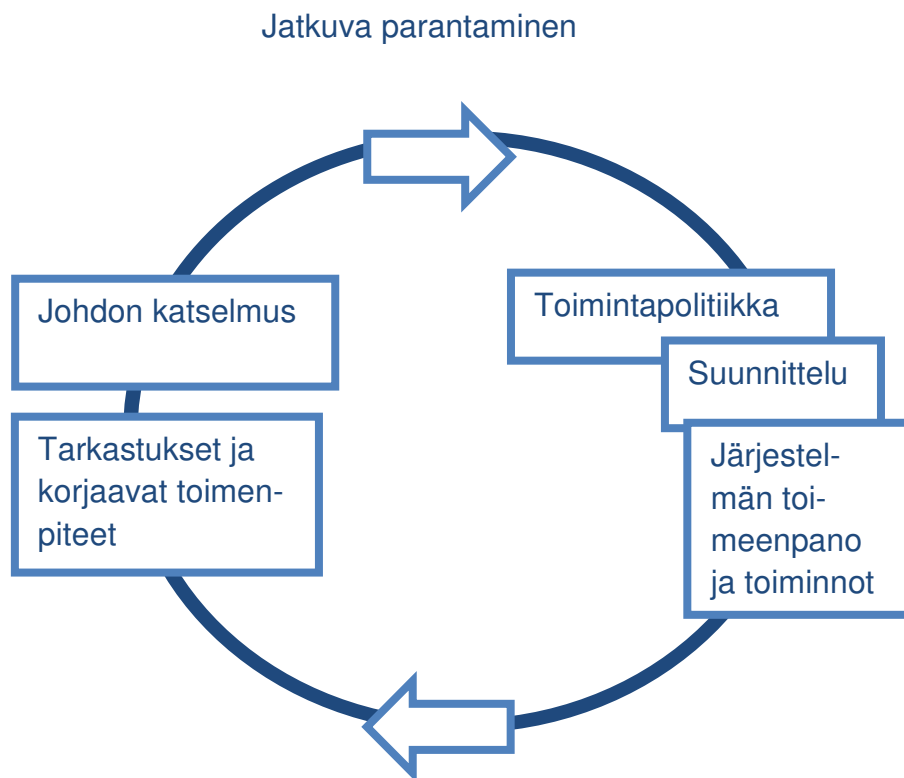 Jatkuva parantaminen
Johdon katselmus
Tarkastukset ja
korjaavat toimen-
piteet
Toimintapolitiikka
Suunnittelu
Järjestel-
män toi-
meenpano
ja toiminnot